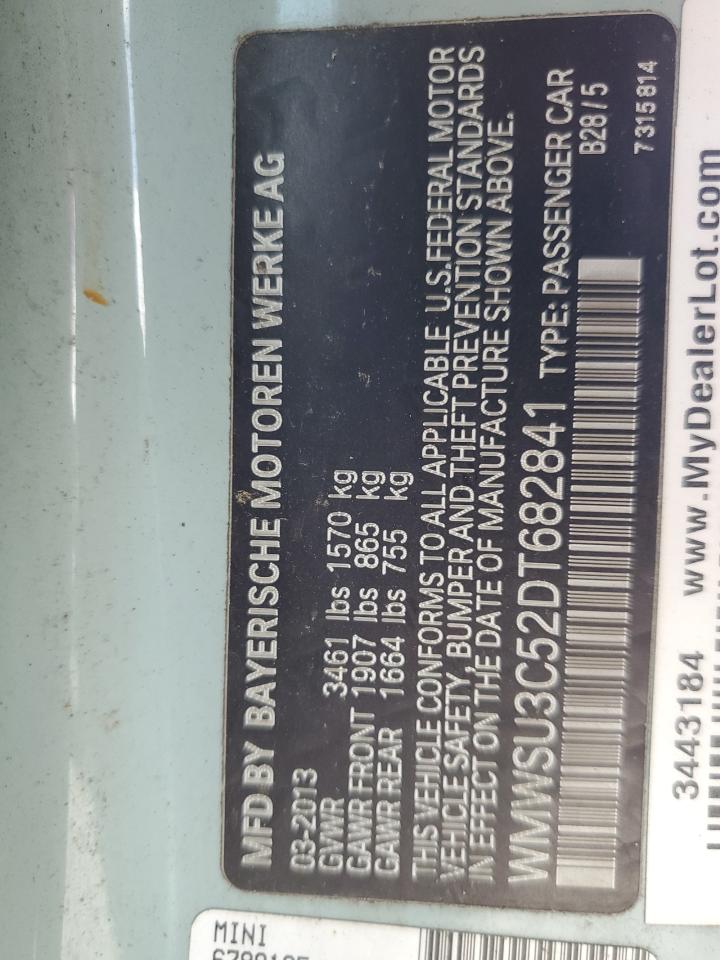 MFD BY BAYERISCHE MOTOREN WERKE AG
03-2013
GVWR 3461 lbs 1570 kg
GAWR FRONT 1907 lbs 865 kg
GAWR REAR 1664 lbs 755 kg
THIS VEHICLE CONFORMS TO ALL APPLICABLE U.S.FEDERAL MOTOR
VEHICLE SAFETY, BUMPER AND THEFT PREVENTION STANDARDS
IN EFFECT ON THE DATE OF MANUFACTURE SHOWN ABOVE.
WMWSU3C52DT682841 TYPE: PASSENGER CAR
B28/5
7315814
3443184 www.MyDealerLot.com
MINI